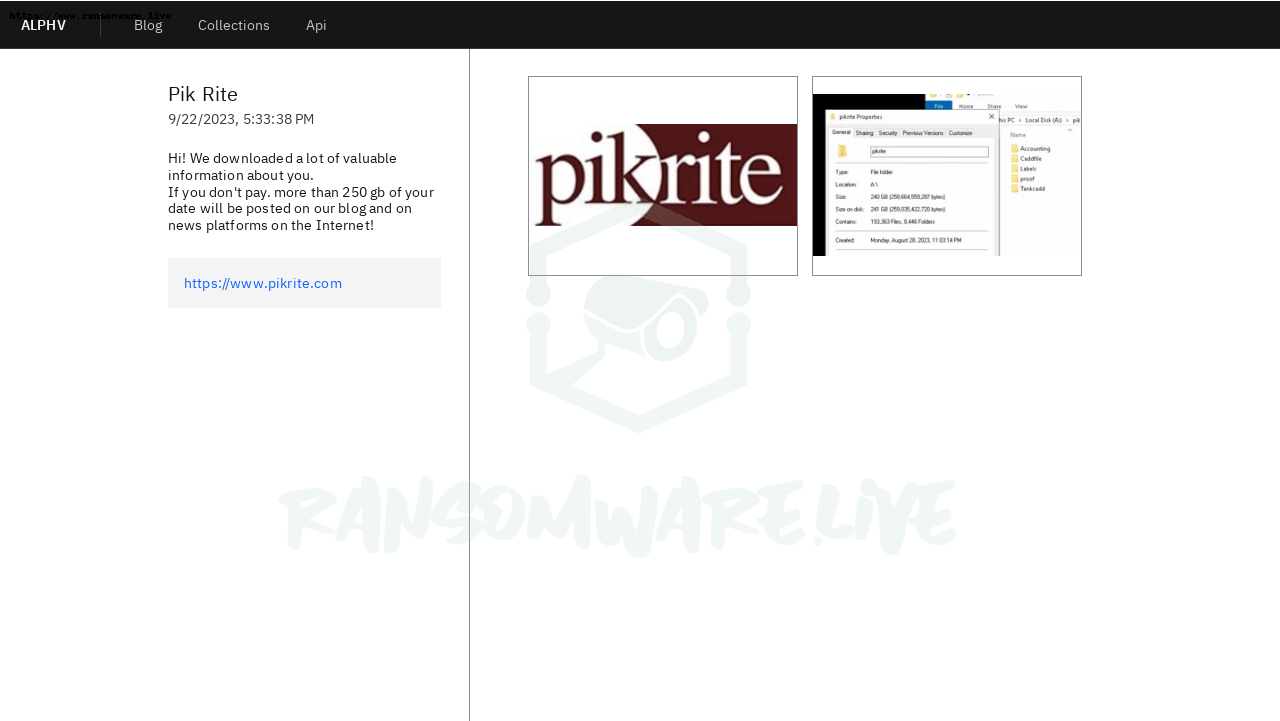 https://www.ransomware.live
ALPHV
Blog
Collections
Api
Pik Rite
9/22/2023, 5:33:38 PM
Hi! We downloaded a lot of valuable
information about you.
If you don't pay. more than 250 gb of your
date will be posted on our blog and on
news platforms on the Internet!
https://www.pikrite.com
pikrite
File Home Share View
pikrite Properties
General Sharing Security Previous Versions Customize
pikrite
Type: File folder
Location: A:\
Size: 240 GB (258,664,559,287 bytes)
Size on disk: 241 GB (259,035,422,720 bytes)
Contains: 193,363 Files, 8,446 Folders
Created: Monday, August 28, 2023, 11:03:14 PM
his PC > Local Disk (A:) > pik
Name
Accounting
Caddfile
Labels
proof
Tankcadd
RANSOMWARE.LIVE